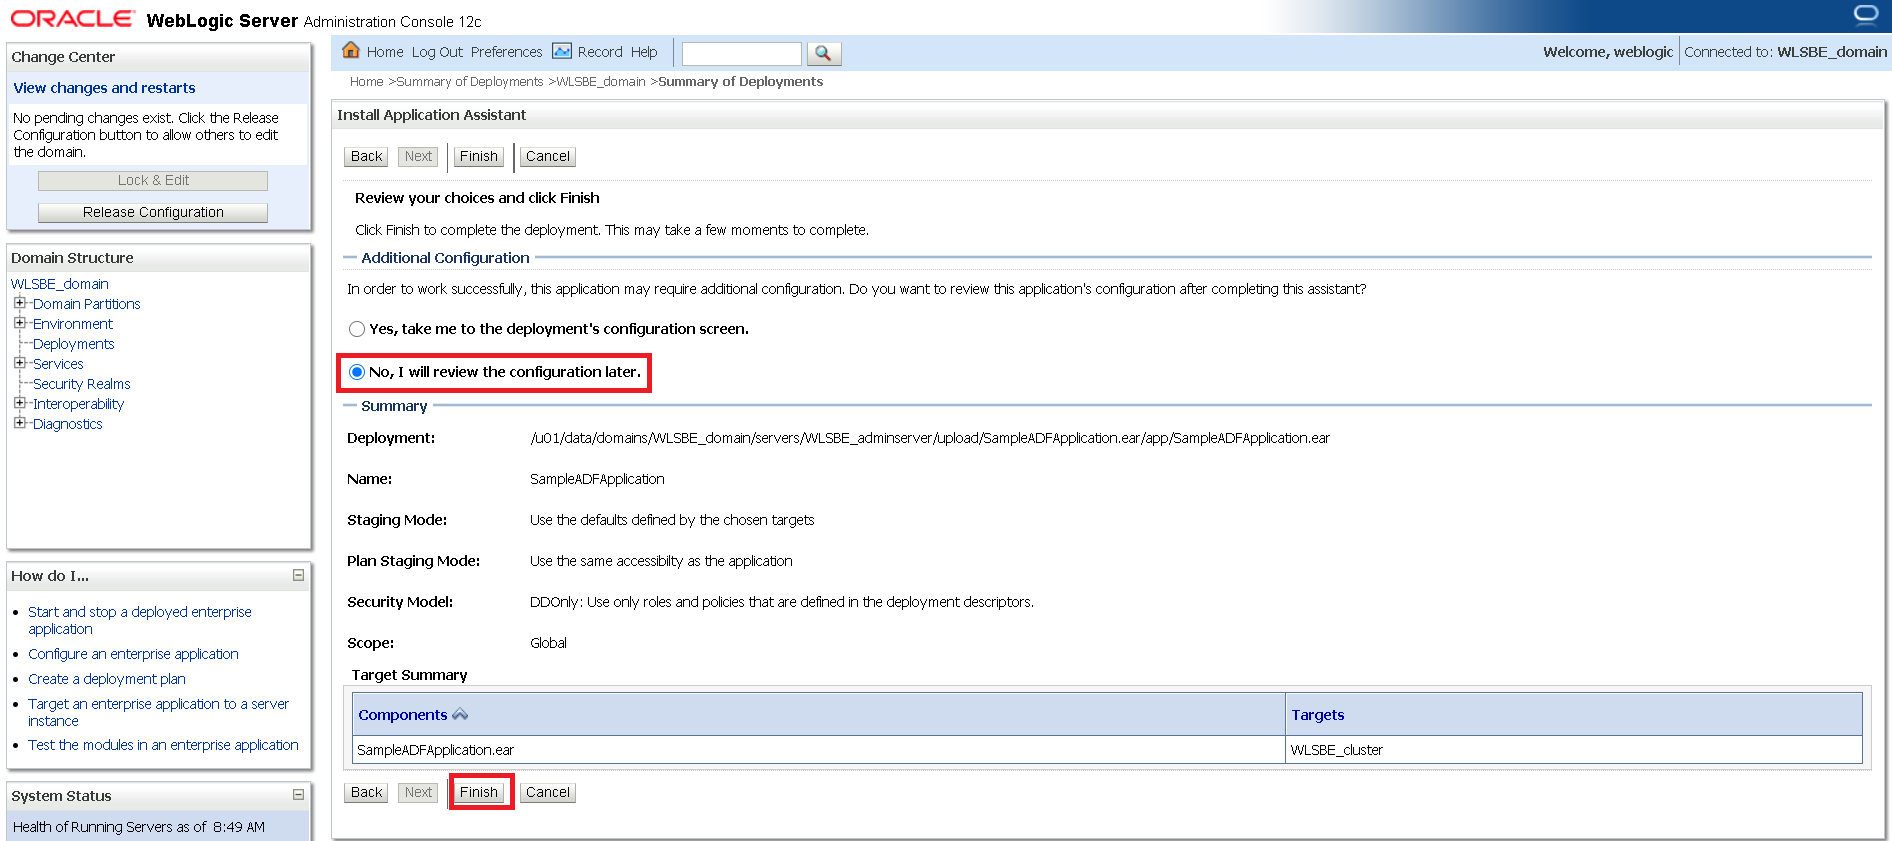 ORACLE WebLogic Server Administration Console 12c
Change Center
View changes and restarts
No pending changes exist. Click the Release
Configuration button to allow others to edit
the domain.
Lock & Edit
Release Configuration
Domain Structure
WLSBE_domain
Domain Partitions
Environment
Deployments
Services
Security Realms
Interoperability
Diagnostics
How do I...
Start and stop a deployed enterprise
application
Configure an enterprise application
Create a deployment plan
Target an enterprise application to a server
instance
Test the modules in an enterprise application
System Status
Health of Running Servers as of 8:49 AM
Home Log Out Preferences Record Help
Welcome, weblogic Connected to: WLSBE_domain
Home >Summary of Deployments >WLSBE_domain >Summary of Deployments
Install Application Assistant
Back Next Finish Cancel
Review your choices and click Finish
Click Finish to complete the deployment. This may take a few moments to complete.
Additional Configuration
In order to work successfully, this application may require additional configuration. Do you want to review this application's configuration after completing this assistant?
Yes, take me to the deployment's configuration screen.
No, I will review the configuration later.
Summary
Deployment: /u01/data/domains/WLSBE_domain/servers/WLSBE_adminserver/upload/SampleADFApplication.ear/app/SampleADFApplication.ear
Name: SampleADFApplication
Staging Mode: Use the defaults defined by the chosen targets
Plan Staging Mode: Use the same accessibilty as the application
Security Model: DDOnly: Use only roles and policies that are defined in the deployment descriptors.
Scope: Global
Target Summary
Components Targets
SampleADFApplication.ear WLSBE_cluster
Back Next Finish Cancel